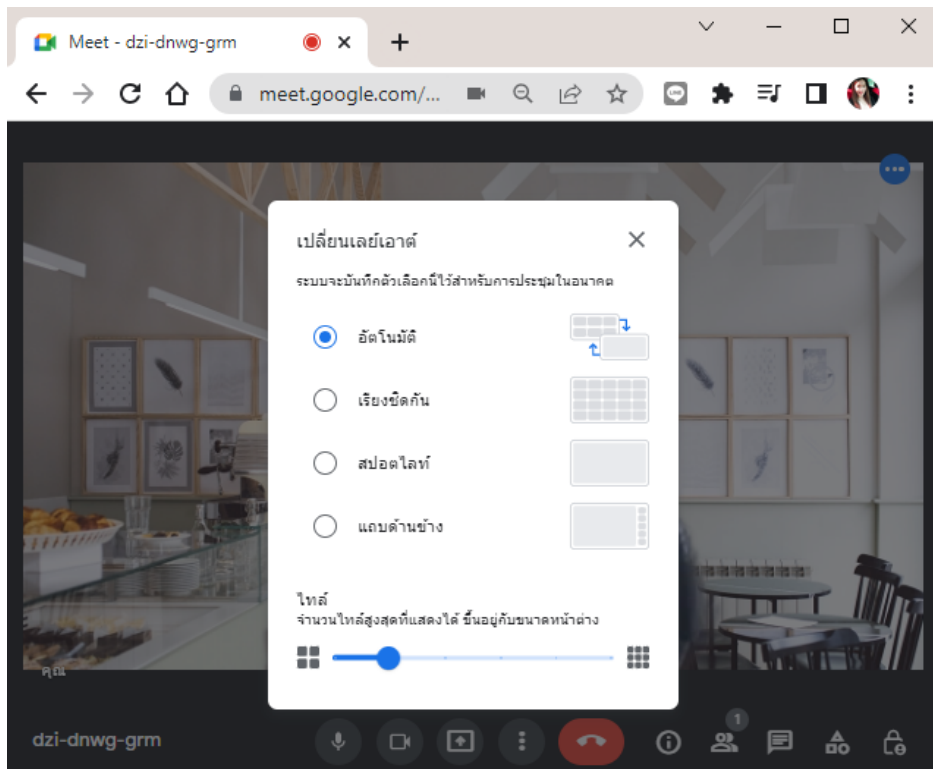 Meet - dzi-dnwg-grm
meet.google.com/...
เปลี่ยนเลย์เอาต์
ระบบจะบันทึกตัวเลือกนี้ไว้สำหรับการประชุมในอนาคต
อัตโนมัติ
เรียงชิดกัน
สปอตไลท์
แถบด้านข้าง
ไทล์
จำนวนไทล์สูงสุดที่แสดงได้ ขึ้นอยู่กับขนาดหน้าต่าง
คุณ
dzi-dnwg-grm
1